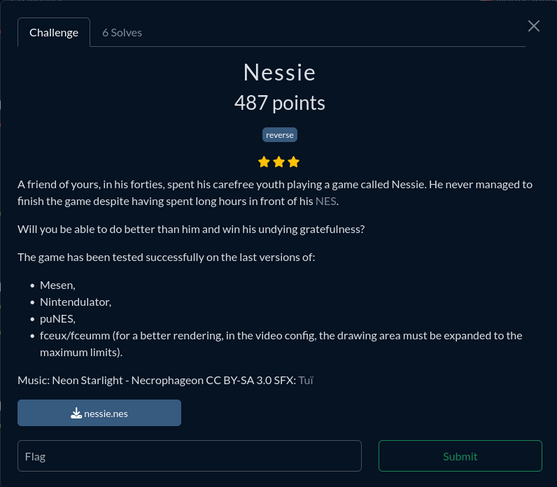 Challenge
6 Solves
Nessie
487 points
reverse
A friend of yours, in his forties, spent his carefree youth playing a game called Nessie. He never managed to
finish the game despite having spent long hours in front of his NES.
Will you be able to do better than him and win his undying gratefulness?
The game has been tested successfully on the last versions of:
• Mesen,
• Nintendulator,
• puNES,
• fceux/fceumm (for a better rendering, in the video config, the drawing area must be expanded to the
maximum limits).
Music: Neon Starlight - Necrophageon CC BY-SA 3.0 SFX: Tuï
nessie.nes
Flag
Submit